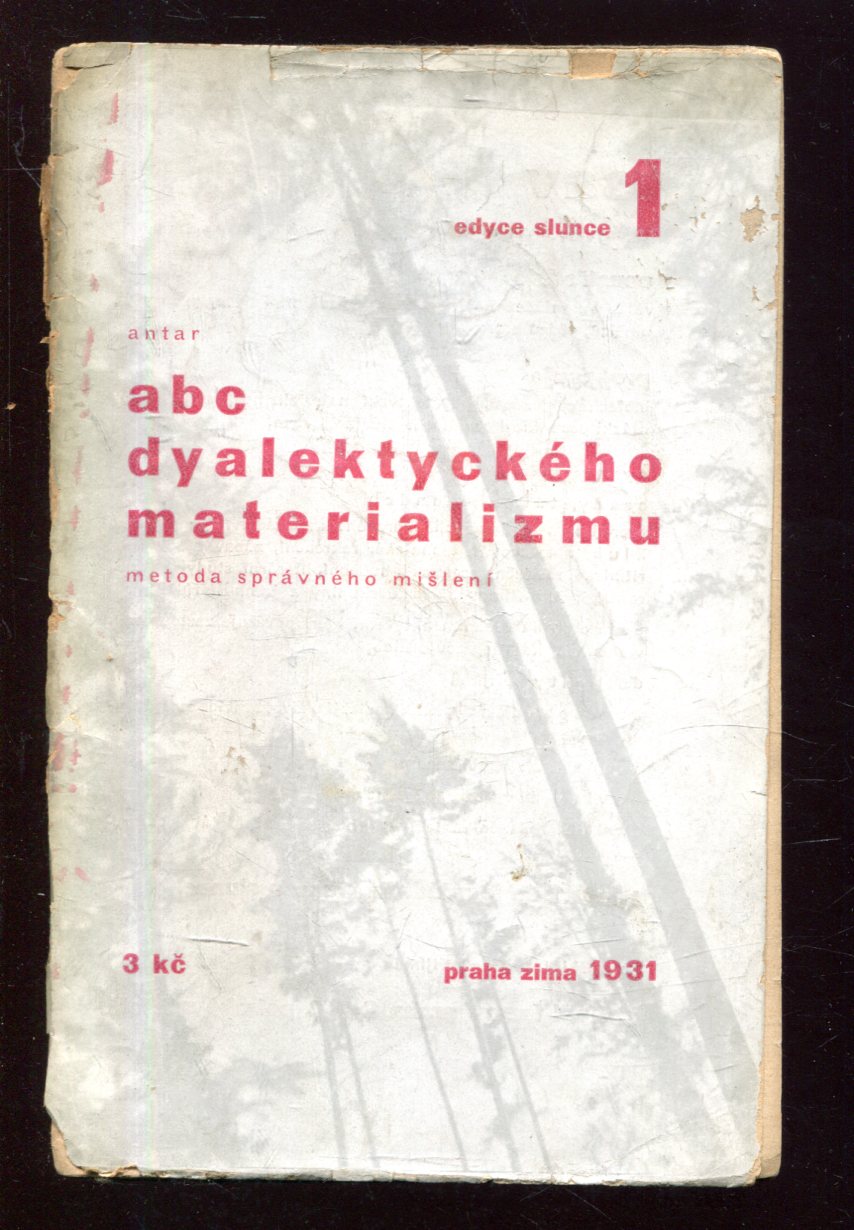 edyce slunce 1
antar
abc
dyalektyckého
materializmu
metoda správného mišlení
3 kč
praha zima 1931